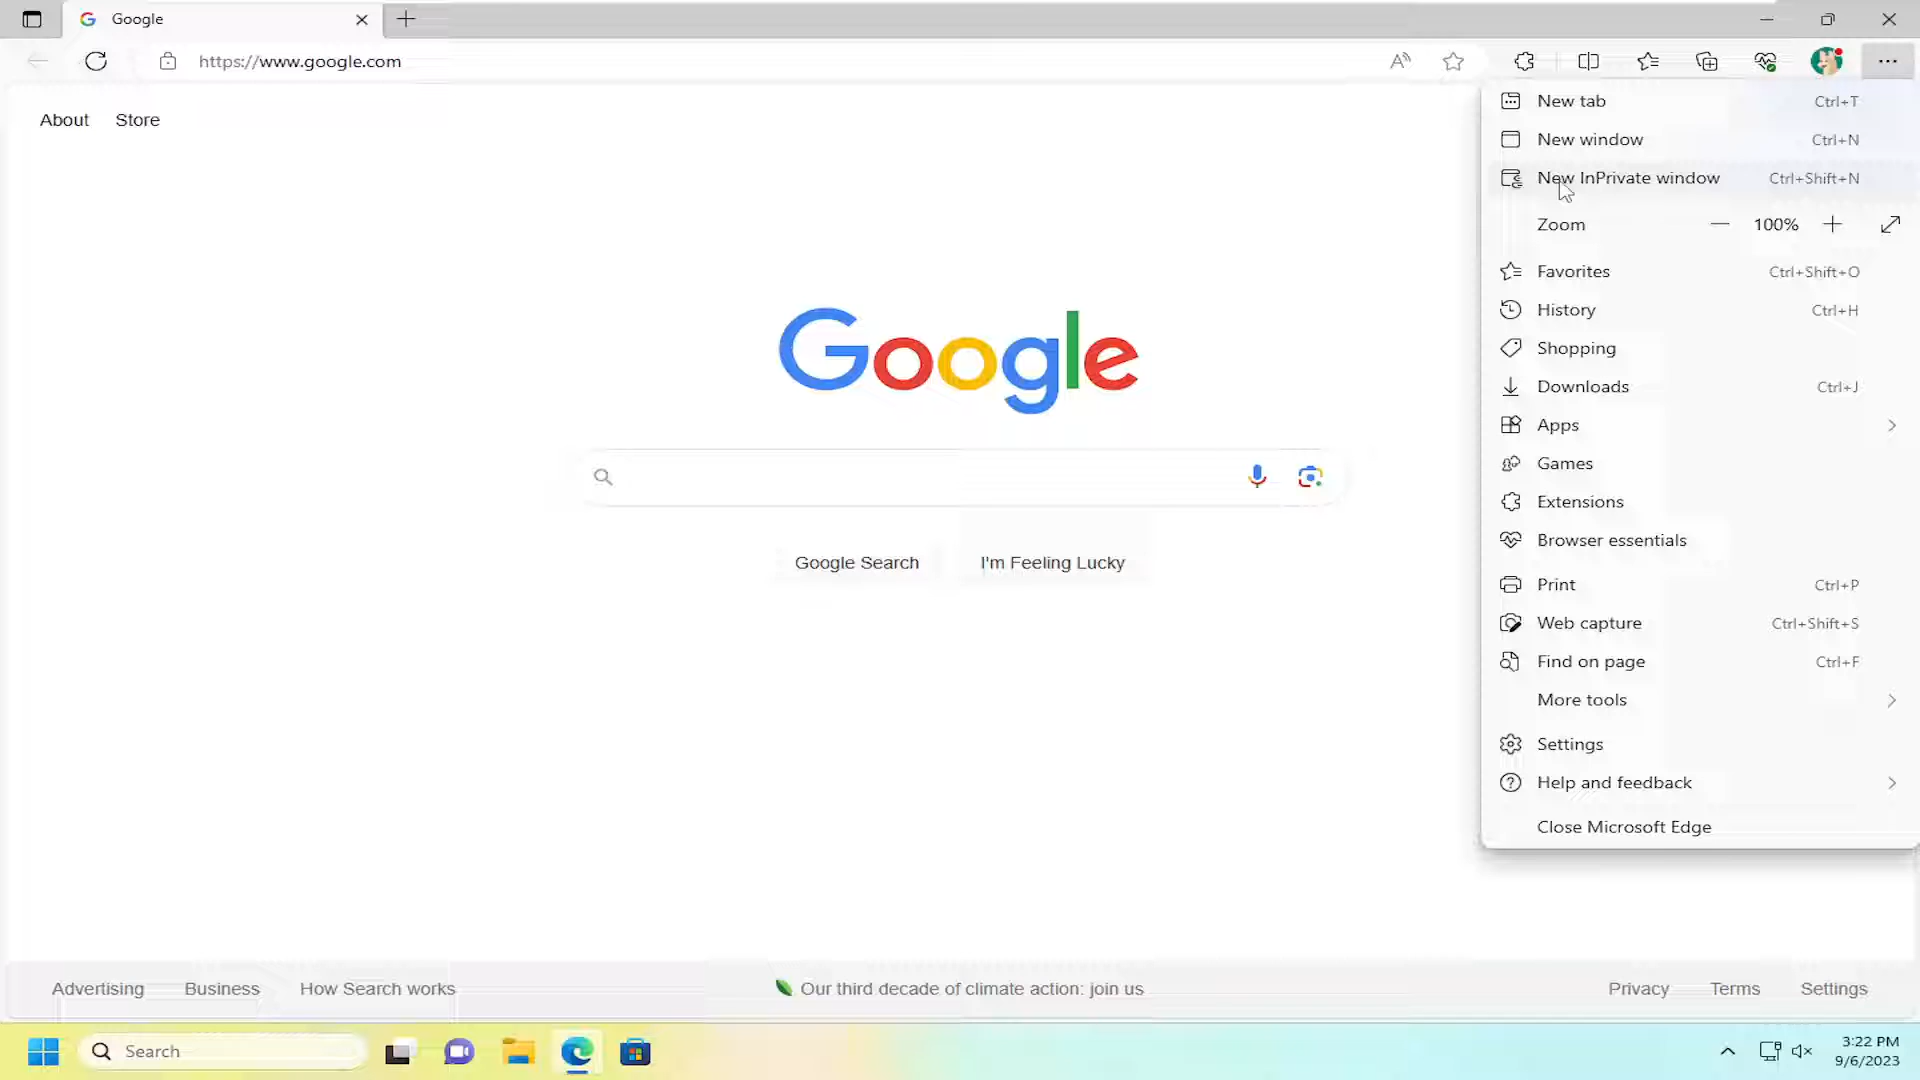 Google
https://www.google.com
About Store
New tab Ctrl+T
New window Ctrl+N
New InPrivate window Ctrl+Shift+N
Zoom 100%
Favorites Ctrl+Shift+O
History Ctrl+H
Shopping
Downloads Ctrl+J
Apps
Games
Extensions
Browser essentials
Print Ctrl+P
Web capture Ctrl+Shift+S
Find on page Ctrl+F
More tools
Settings
Help and feedback
Close Microsoft Edge
Google
Google Search I'm Feeling Lucky
Advertising Business How Search works Our third decade of climate action: join us Privacy Terms Settings
Search
3:22 PM
9/6/2023